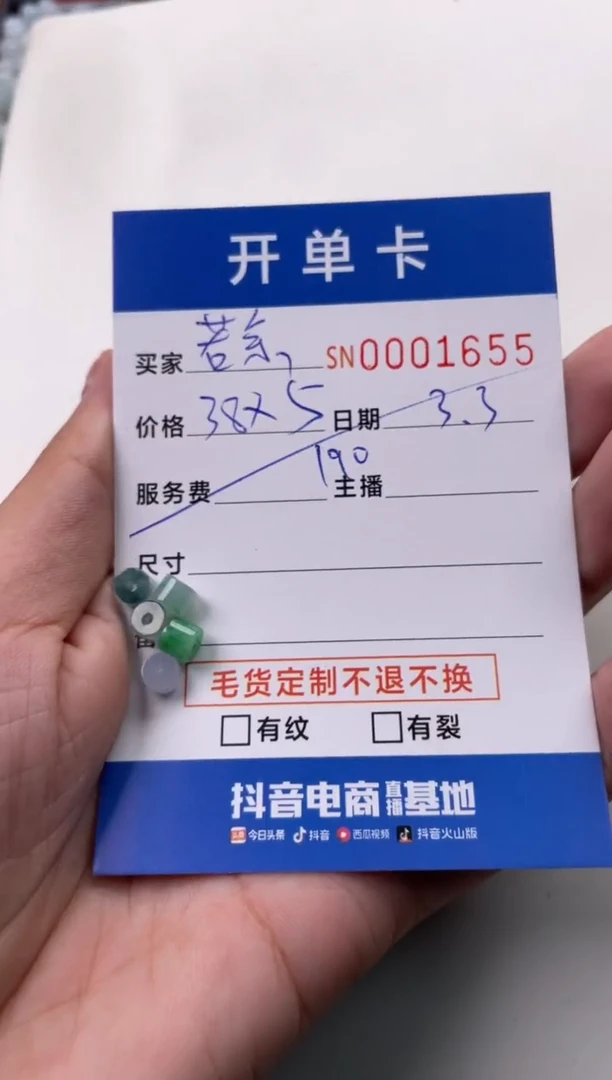 开单卡
买家 若 SN0001655
价格 38×5 日期 3.3
190
服务费 主播
尺寸
毛货定制不退不换
有纹 有裂
抖音电商直播基地
今日头条 抖音 西瓜视频 抖音火山版